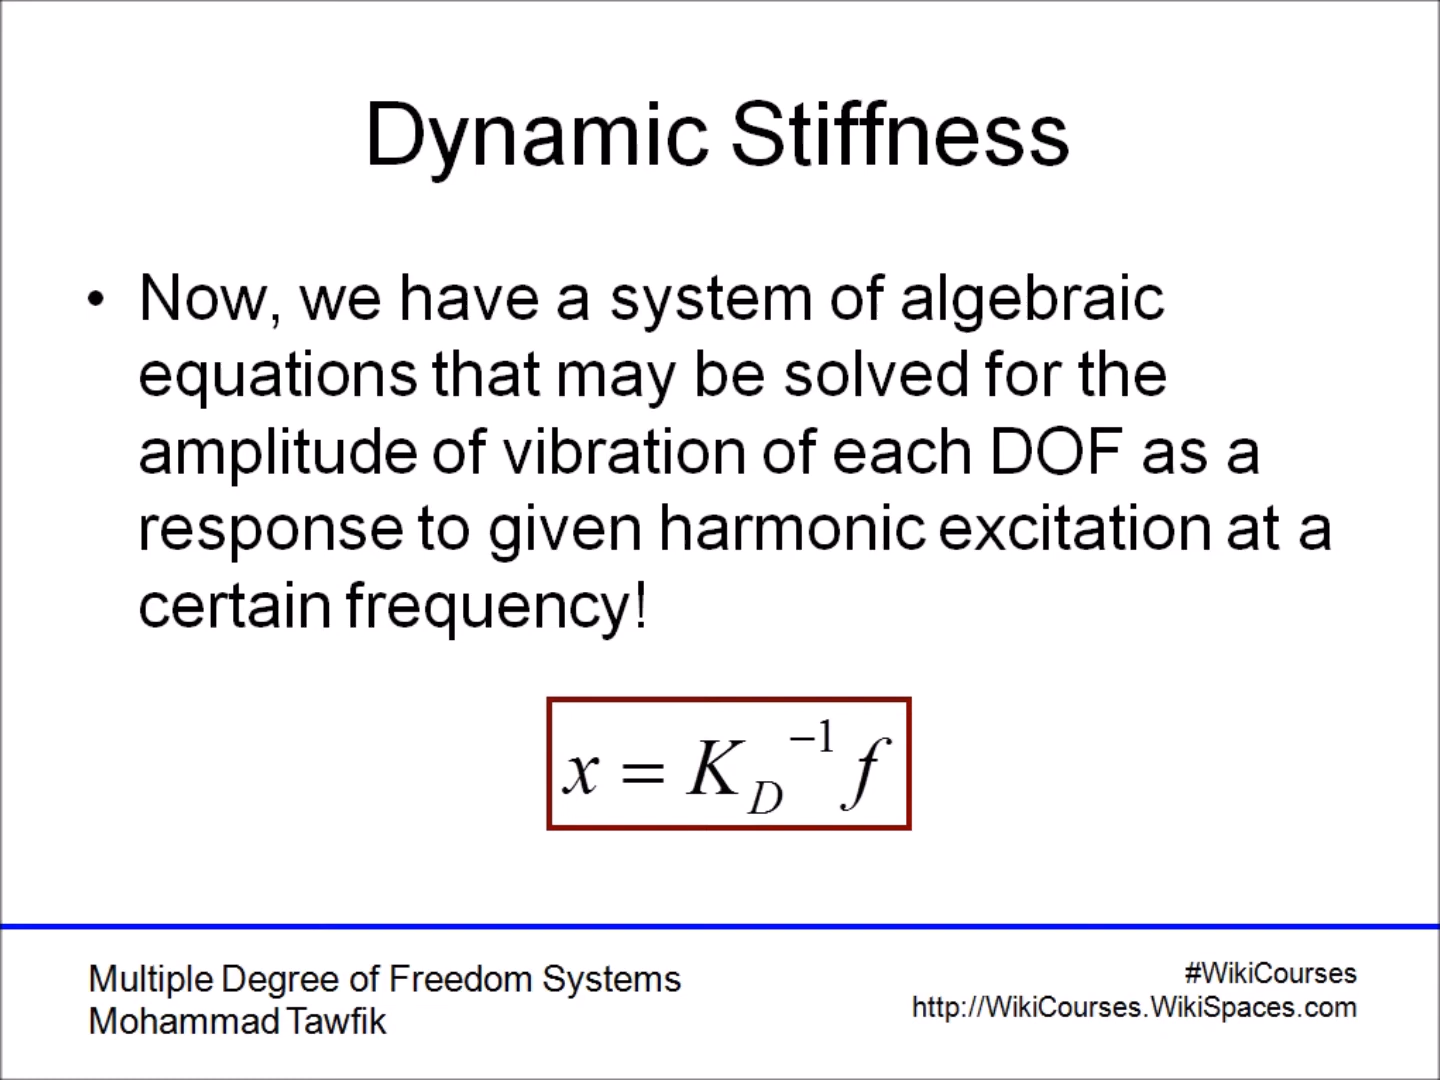 Dynamic Stiffness
• Now, we have a system of algebraic
equations that may be solved for the
amplitude of vibration of each DOF as a
response to given harmonic excitation at a
certain frequency!
x = K_D^{-1} f
Multiple Degree of Freedom Systems
Mohammad Tawfik
#WikiCourses
http://WikiCourses.WikiSpaces.com